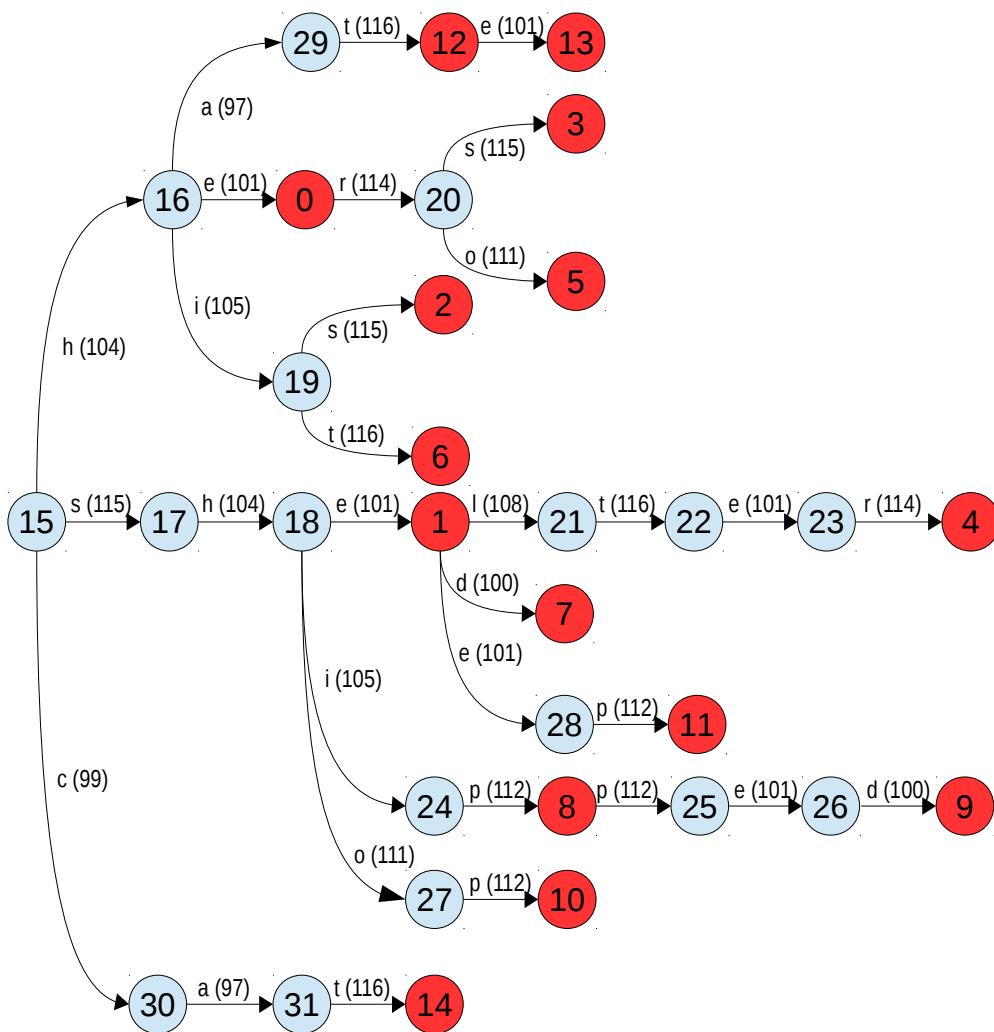 29 t (116) 12 e (101) 13
a (97)
3
s (115)
16 e (101) 0 r (114) 20
o (111)
5
i (105)
2
s (115)
h (104)
19
t (116)
6
15 s (115) 17 h (104) 18 e (101) 1 l (108) 21 t (116) 22 e (101) 23 r (114) 4
d (100)
7
e (101)
i (105)
28 p (112) 11
c (99)
24 p (112) 8 p (112) 25 e (101) 26 d (100) 9
o (111)
27 p (112) 10
30 a (97) 31 t (116) 14